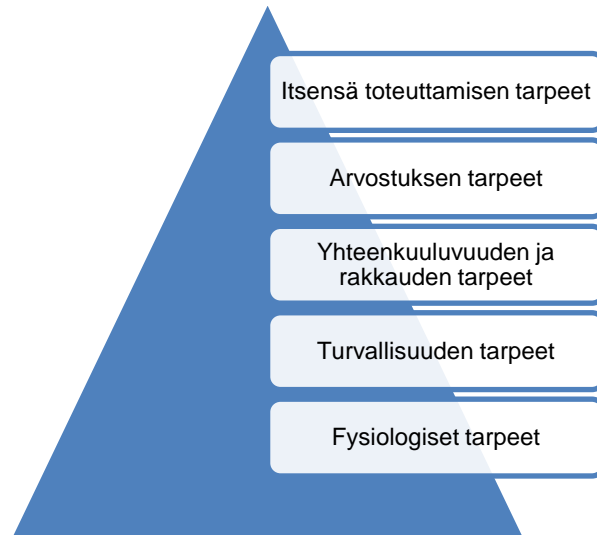 Itsensä toteuttamisen tarpeet
Arvostuksen tarpeet
Yhteenkuuluvuuden ja
rakkauden tarpeet
Turvallisuuden tarpeet
Fysiologiset tarpeet